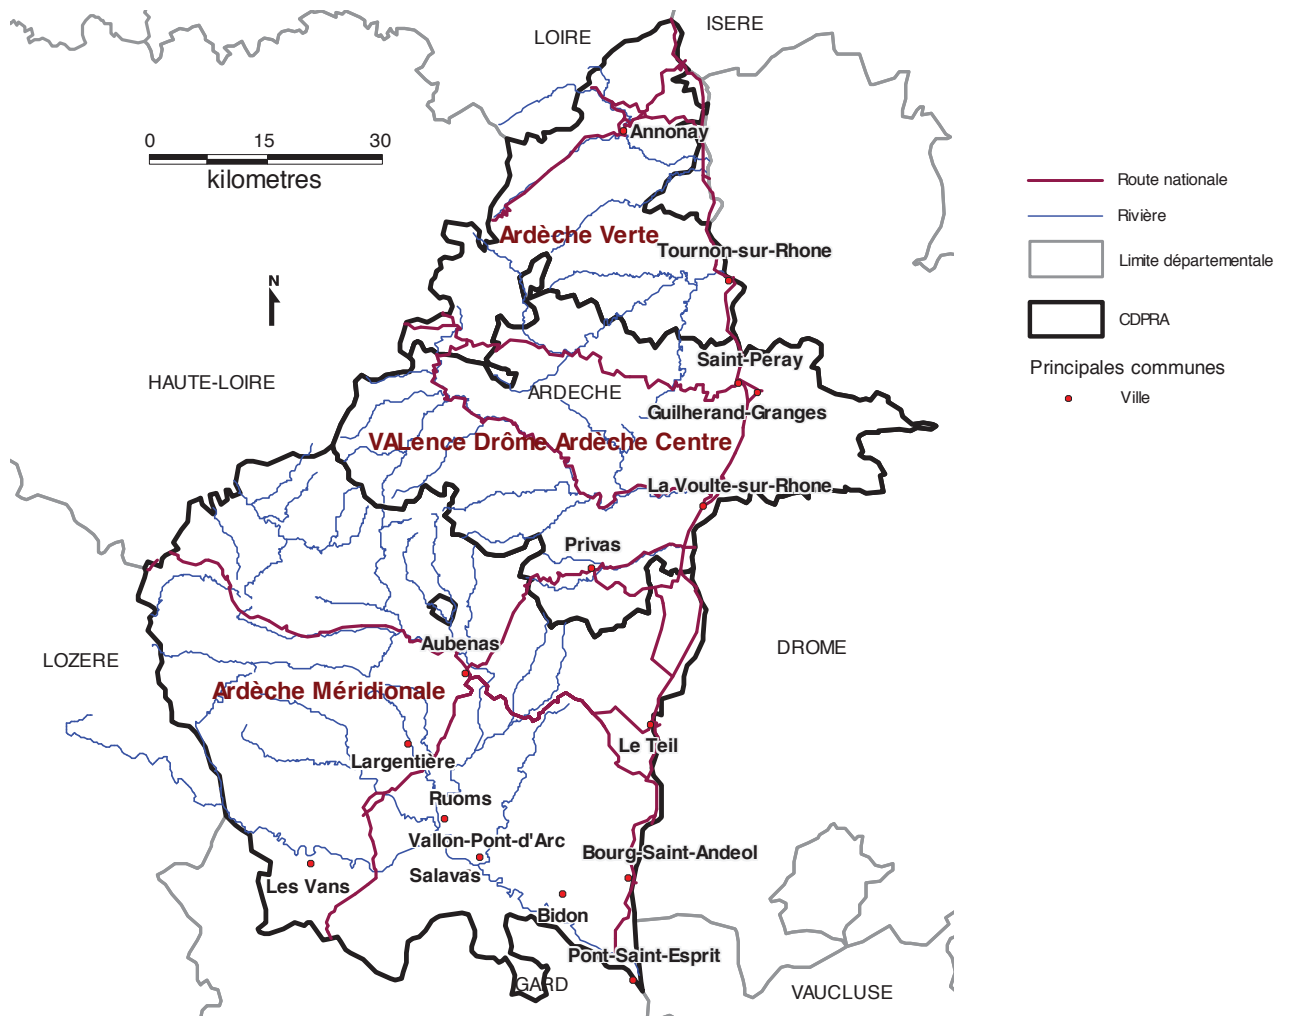 ISERE
LOIRE
0 15 30
kilometres
Annonay
Route nationale
Rivière
Ardèche Verte
Tournon-sur-Rhone
Limite départementale
N
CDPRA
Saint-Peray
Principales communes
HAUTE-LOIRE
ARDECHE
Ville
Guilherand-Granges
VALence Drôme Ardèche Centre
La Voulte-sur-Rhone
Privas
Aubenas
DROME
LOZERE
Ardèche Méridionale
Le Teil
Largentière
Ruoms
Vallon-Pont-d'Arc
Bourg-Saint-Andeol
Salavas
Les Vans
Bidon
Pont-Saint-Esprit
GARD
VAUCLUSE